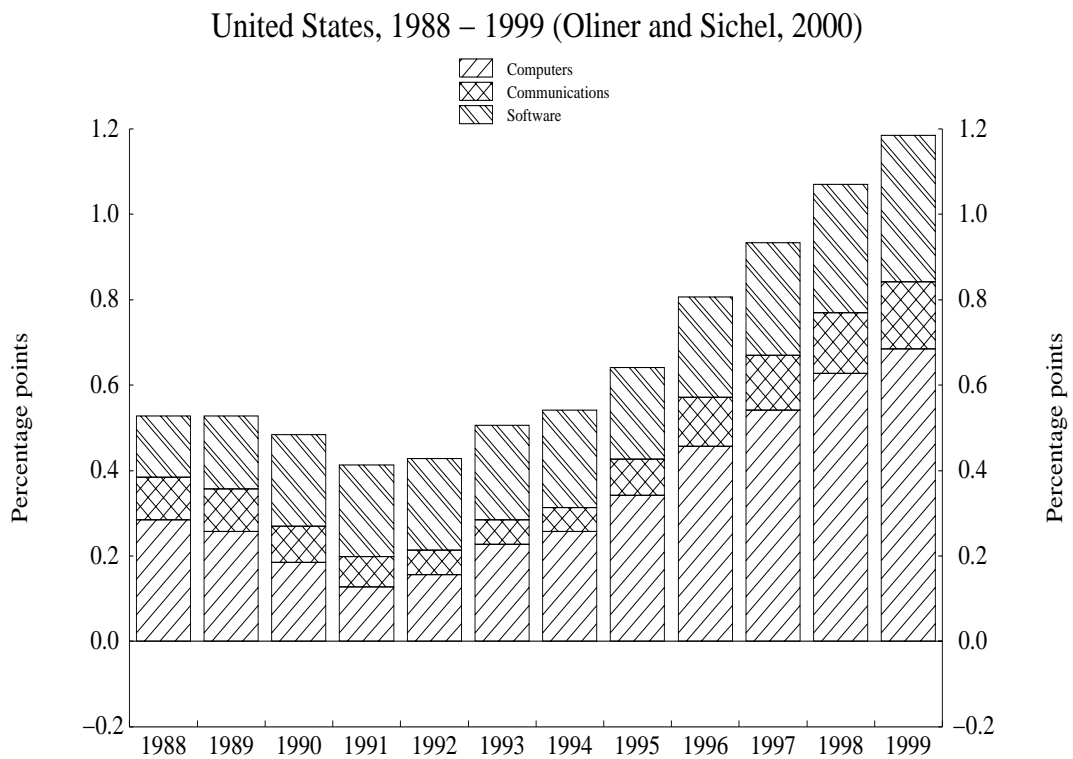 United States, 1988 – 1999 (Oliner and Sichel, 2000)
Computers
Communications
Software
Percentage points
1.2
1.0
0.8
0.6
0.4
0.2
0.0
−0.2
1.2
1.0
0.8
0.6
0.4
0.2
0.0
−0.2
Percentage points
1988 1989 1990 1991 1992 1993 1994 1995 1996 1997 1998 1999